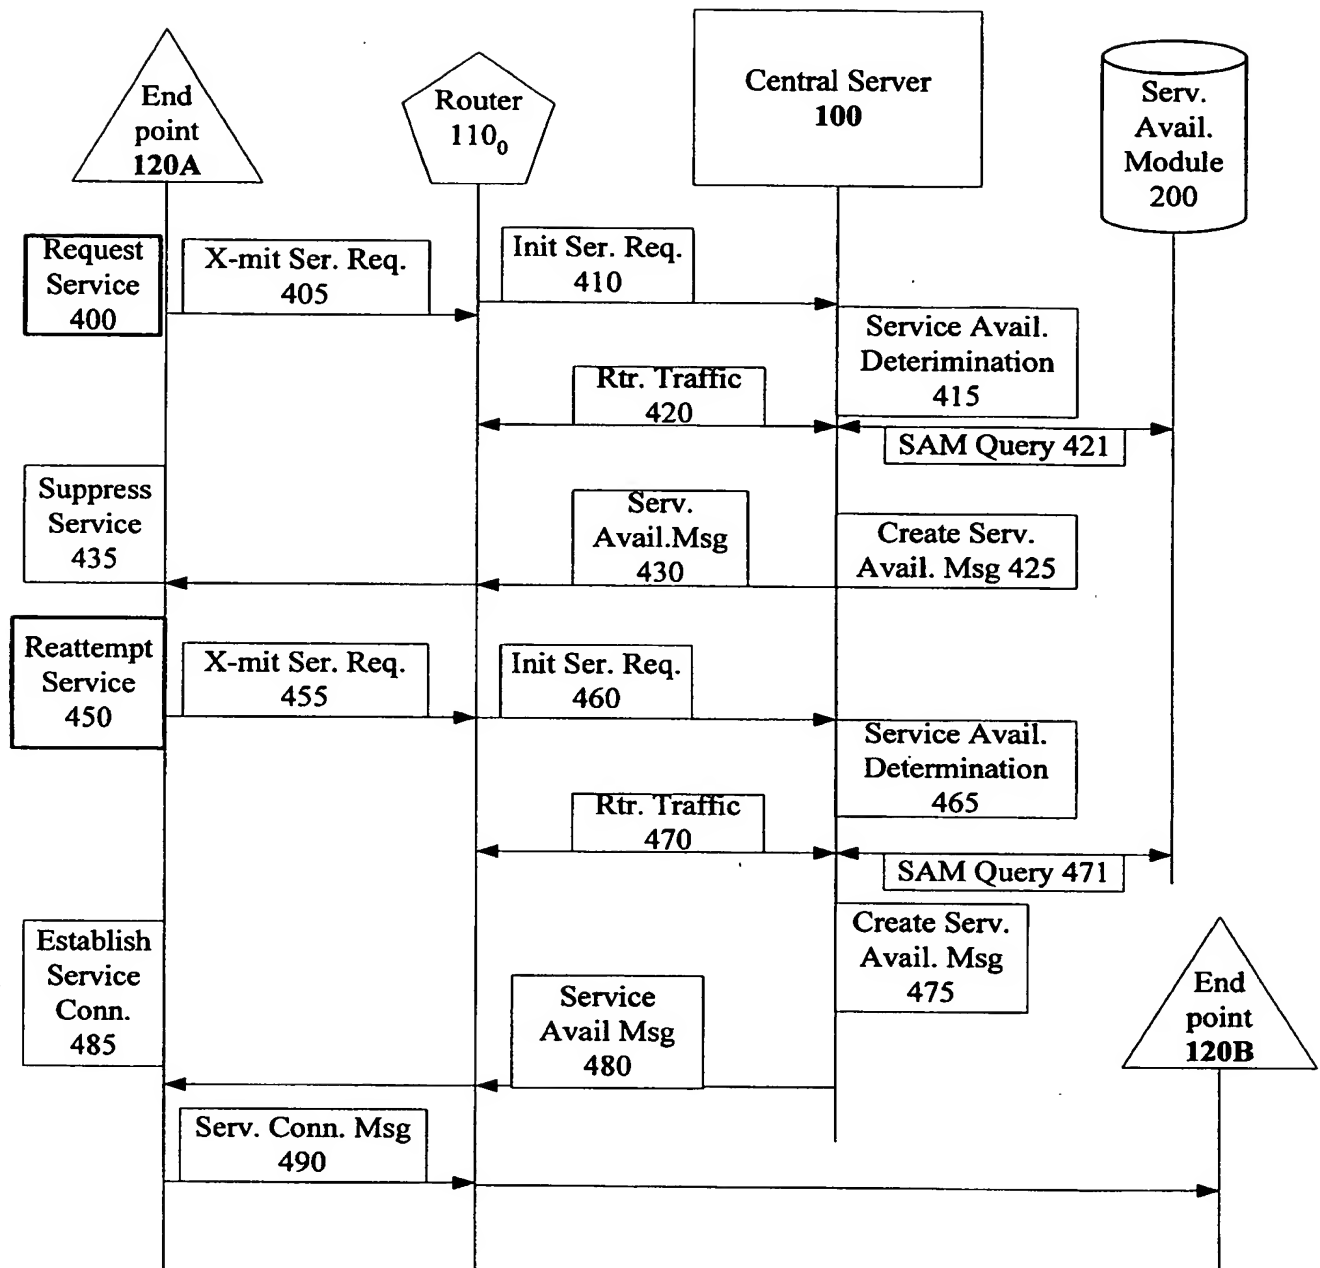 End
point
120A
Router
110₀
Central Server
100
Serv.
Avail.
Module
200
Request
Service
400
X-mit Ser. Req.
405
Init Ser. Req.
410
Service Avail.
Deterimination
415
Rtr. Traffic
420
SAM Query 421
Suppress
Service
435
Serv.
Avail.Msg
430
Create Serv.
Avail. Msg 425
Reattempt
Service
450
X-mit Ser. Req.
455
Init Ser. Req.
460
Service Avail.
Determination
465
Rtr. Traffic
470
SAM Query 471
Establish
Service
Conn.
485
Service
Avail Msg
480
Create Serv.
Avail. Msg
475
End
point
120B
Serv. Conn. Msg
490